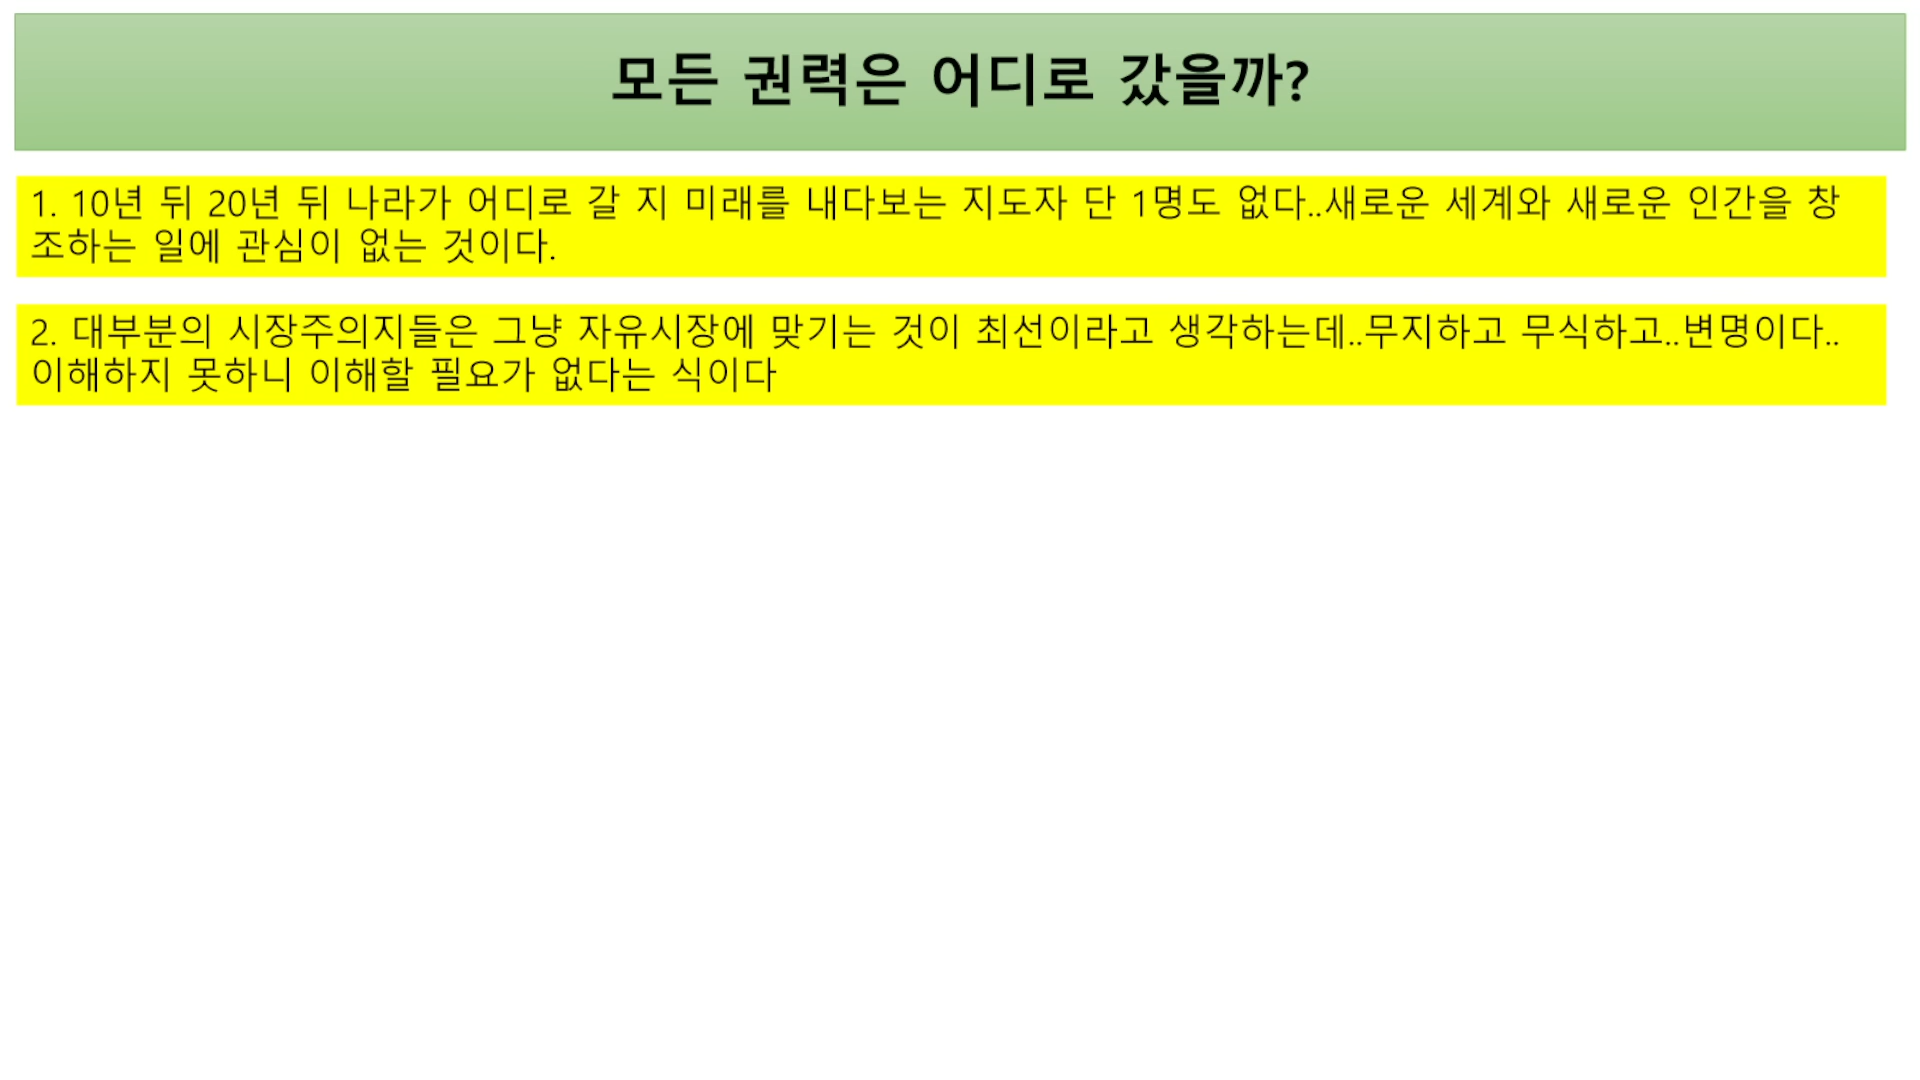 모든 권력은 어디로 갔을까?
1. 10년 뒤 20년 뒤 나라가 어디로 갈 지 미래를 내다보는 지도자 단 1명도 없다..새로운 세계와 새로운 인간을 창
조하는 일에 관심이 없는 것이다.
2. 대부분의 시장주의지들은 그냥 자유시장에 맞기는 것이 최선이라고 생각하는데..무지하고 무식하고..변명이다..
이해하지 못하니 이해할 필요가 없다는 식이다